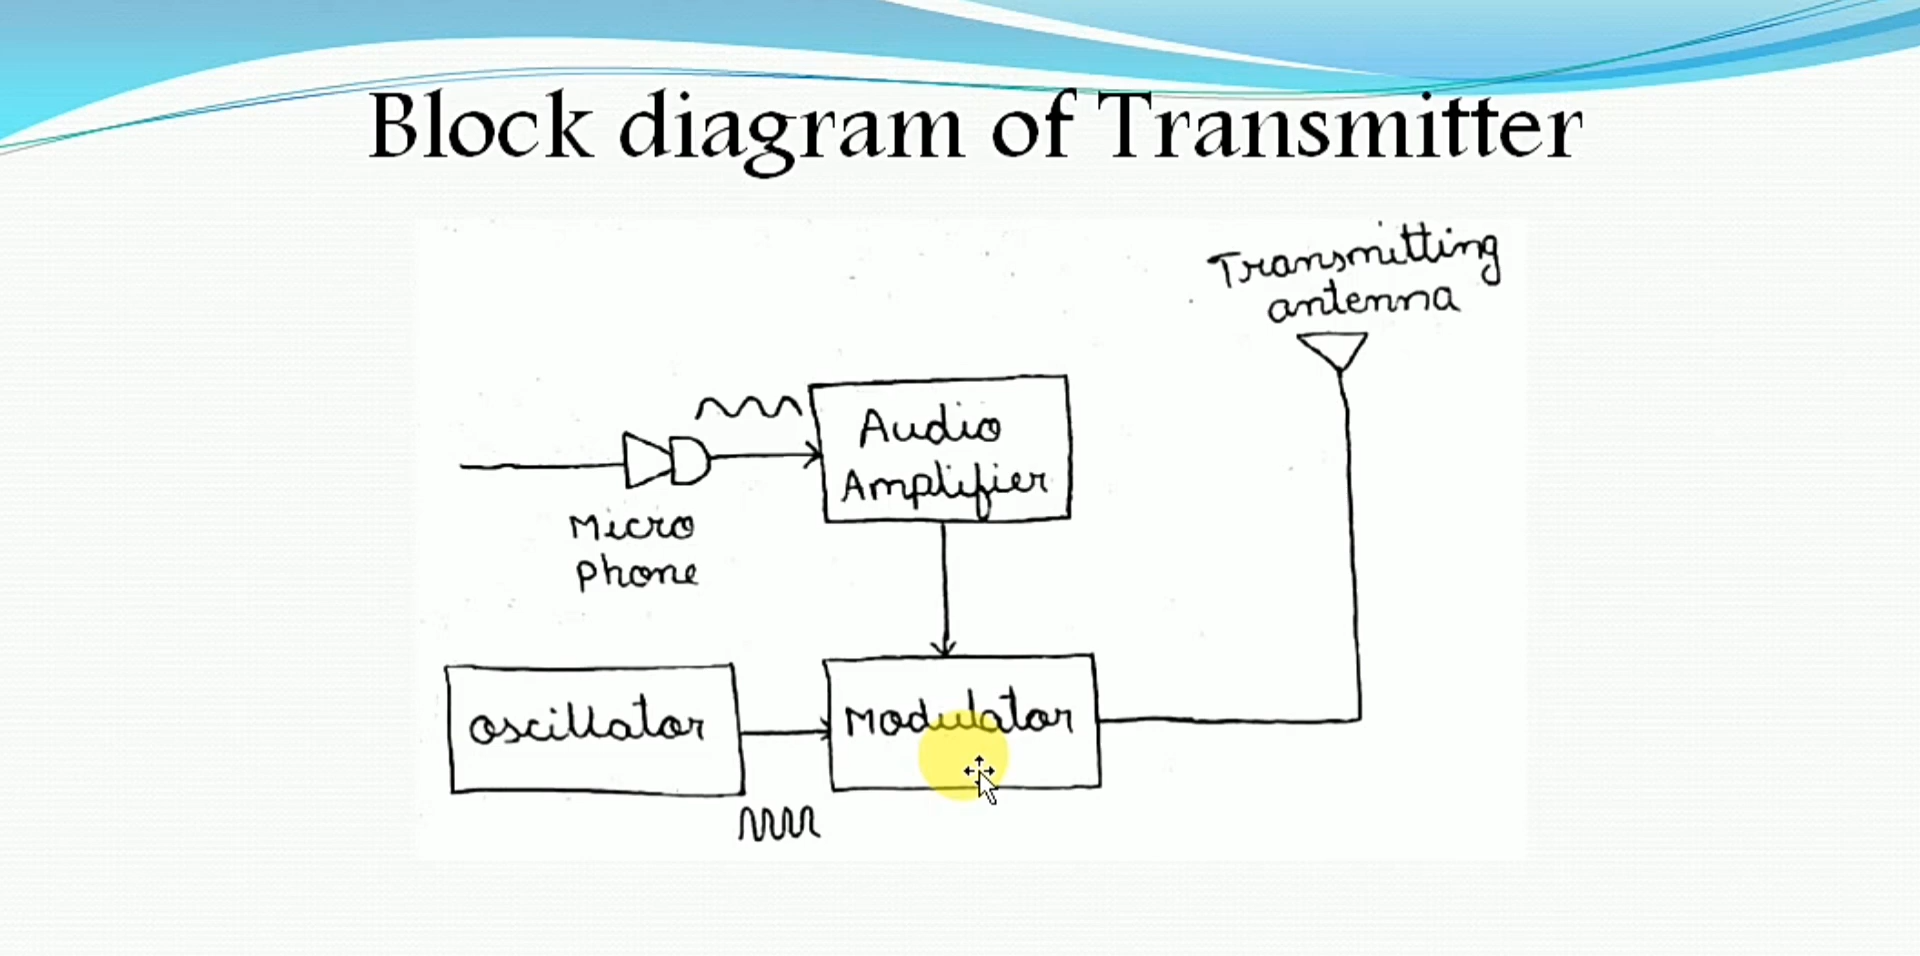 Block diagram of Transmitter
Transmitting
antenna
Audio
Amplifier
Micro
phone
oscillator
Modulator